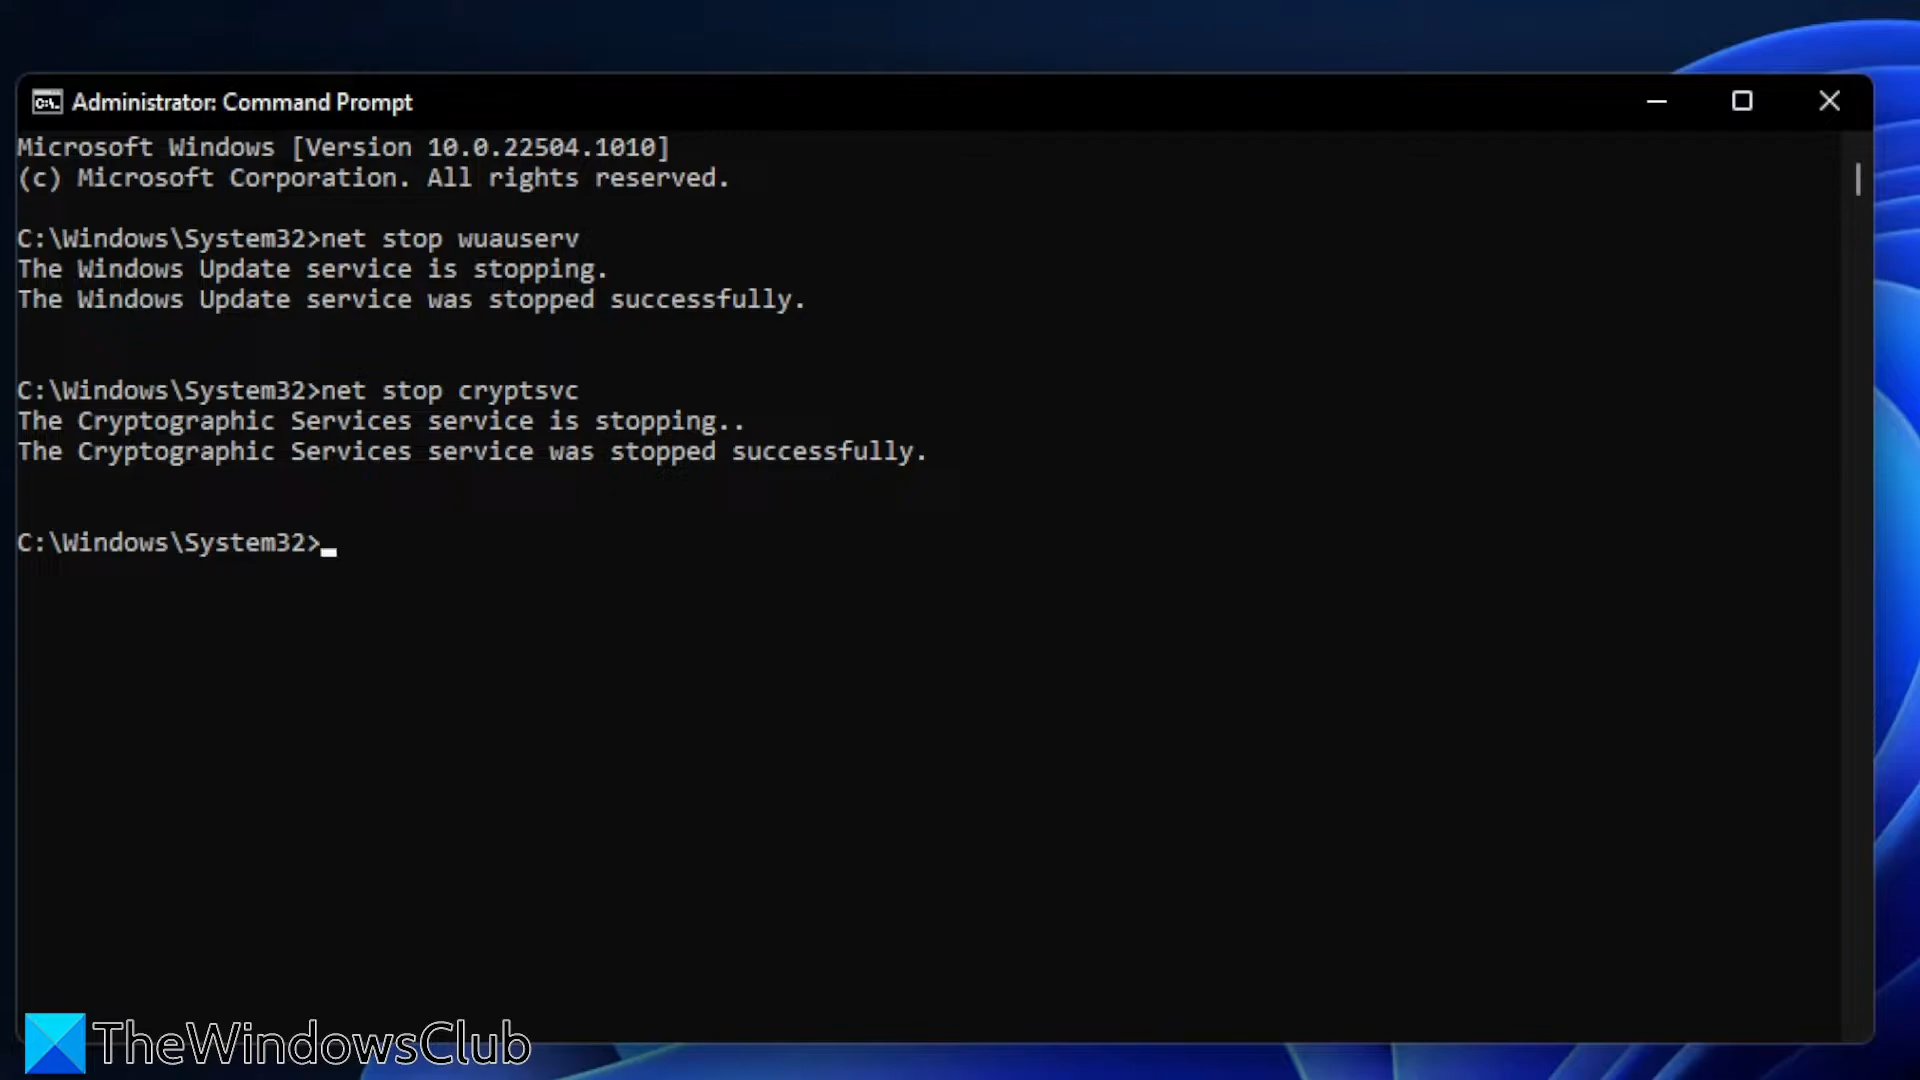 Administrator: Command Prompt
Microsoft Windows [Version 10.0.22504.1010]
(c) Microsoft Corporation. All rights reserved.
C:\Windows\System32>net stop wuauserv
The Windows Update service is stopping.
The Windows Update service was stopped successfully.
C:\Windows\System32>net stop cryptsvc
The Cryptographic Services service is stopping..
The Cryptographic Services service was stopped successfully.
C:\Windows\System32>
TheWindowsClub